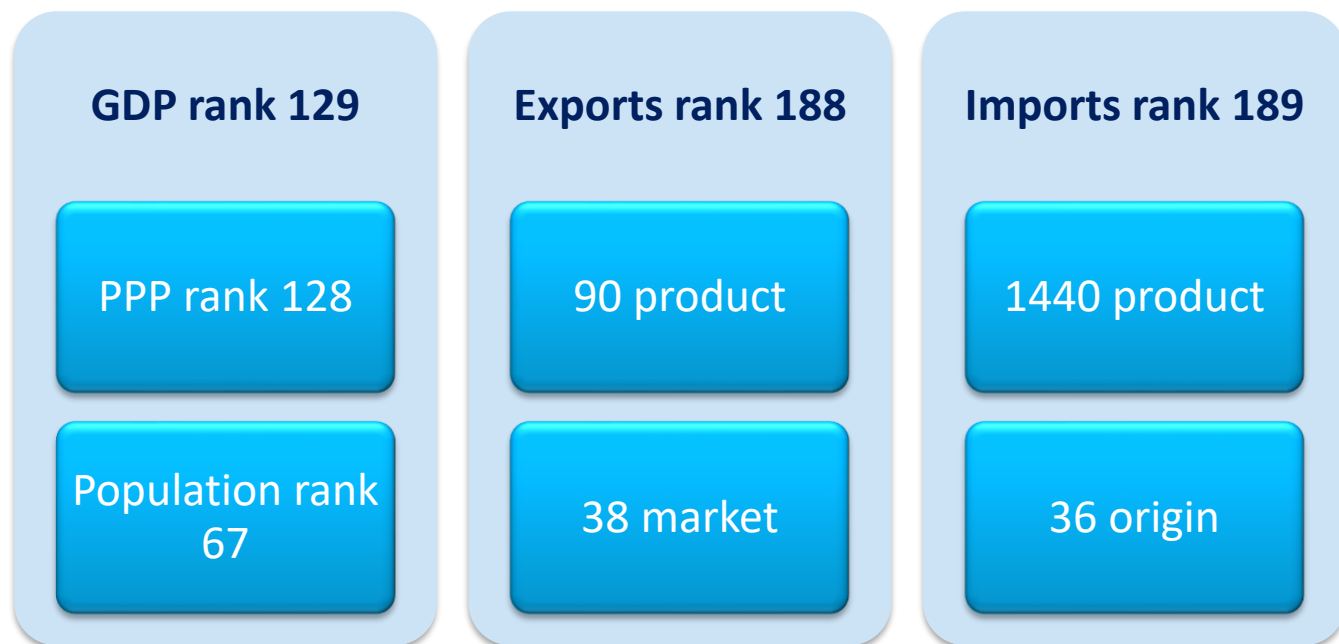 GDP rank 129
PPP rank 128
Population rank
67
Exports rank 188
90 product
38 market
Imports rank 189
1440 product
36 origin